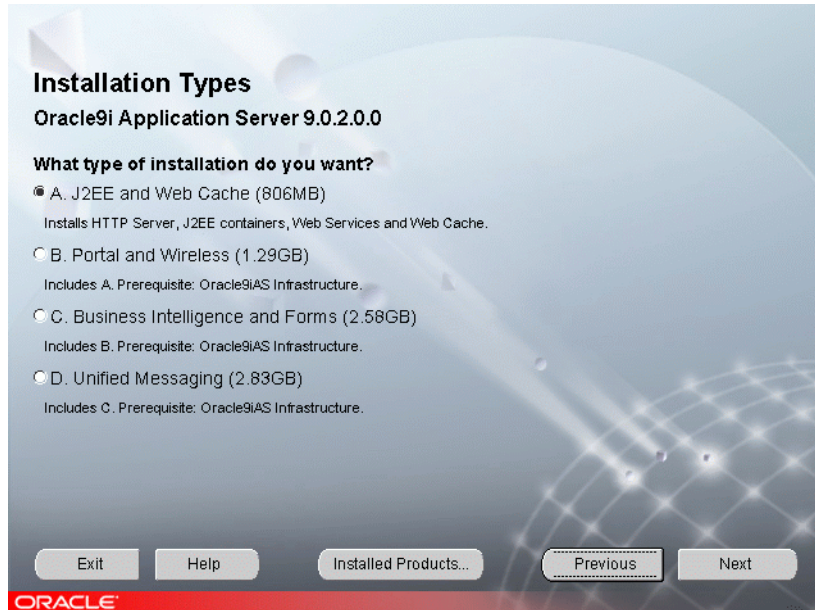 Installation Types
Oracle9i Application Server 9.0.2.0.0
What type of installation do you want?
A. J2EE and Web Cache (806MB)
Installs HTTP Server, J2EE containers, Web Services and Web Cache.
B. Portal and Wireless (1.29GB)
Includes A. Prerequisite: Oracle9iAS Infrastructure.
C. Business Intelligence and Forms (2.58GB)
Includes B. Prerequisite: Oracle9iAS Infrastructure.
D. Unified Messaging (2.83GB)
Includes C. Prerequisite: Oracle9iAS Infrastructure.
Exit Help Installed Products... Previous Next
ORACLE